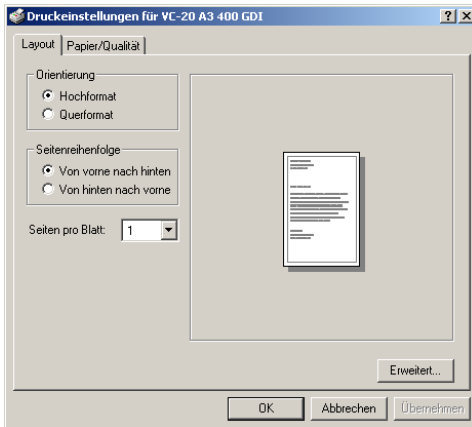 Druckeinstellungen für VC-20 A3 400 GDI
Layout
Papier/Qualität
Orientierung
Hochformat
Querformat
Seitenreihenfolge
Von vorne nach hinten
Von hinten nach vorne
Seiten pro Blatt:
1
Erweitert...
OK
Abbrechen
Übernehmen